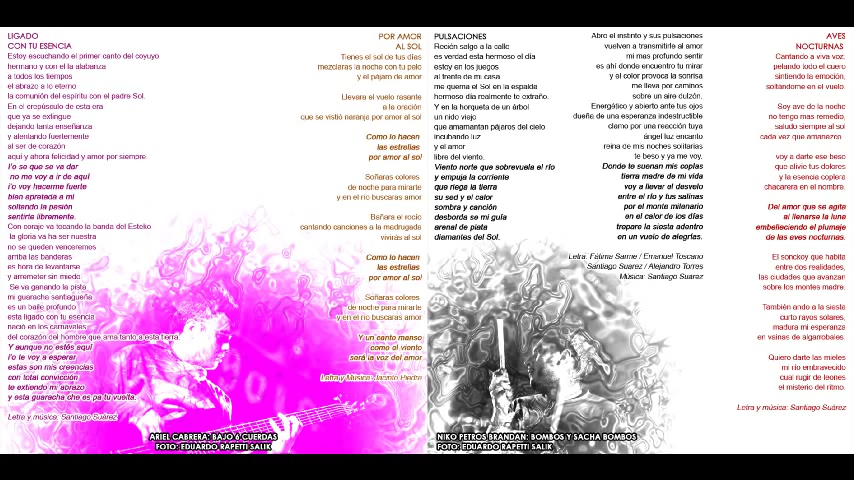 LIGADO
CON TU ESENCIA
Estoy escuchando el primer canto del coyuyo
hermano y con el la alabanza
a todos los tiempos
el abrazo a lo eterno
la comunión del espíritu con el padre Sol.
En el crepúsculo de esta era
que ya se extingue
dejando tanta enseñanza
y alentando fuertemente
al ser de corazón
aquí y ahora felicidad y amor por siempre.
Yo se que se va dar
no me voy a ir de aquí
yo voy hacerme fuerte
bien apretada a mi
soltando la pasión
sentirte libremente.
Con coraje va tocando la banda del Esteko
la gloria va ha ser nuestra
no se queden venceremos
arriba las banderas
es hora de levantarse
y arremeter sin miedo.
Se va ganando la pista
mi guaracha santiagueña
es un baile profundo
esta ligado con tu esencia
nació en los carnavales
del corazón del hombre que ama tanto a esta tierra.
Y aunque no estés aquí
yo te voy a esperar
estas son mis creencias
con total convicción
te extiendo mi abrazo
y esta guaracha che es pa tu vuelta.
Letra y música: Santiago Suárez
POR AMOR
AL SOL
Tienes el sol de tus días
mezclaras la noche con tu pelo
y el pájaro de amor
Llevara el vuelo rasante
a la oración
que se vistió naranja por amor al sol
Como lo hacen
las estrellas
por amor al sol
Soñaras colores
de noche para mirarte
y en el río buscaras amar
Bañara el rocío
cantando canciones a la madrugada
vivirás al sol
Como lo hacen
las estrellas
por amor al sol
Soñaras colores
de noche para mirarte
y en el río buscaras amar
Y un canto manso
como el viento
será la voz del amor
Letra y Música: Jacinto Piedra
ARIEL CABRERA: BAJO 6 CUERDAS
FOTO: EDUARDO RAPETTI SALIK
PULSACIONES
Recién salgo a la calle
es verdad esta hermoso el día
estoy en los juegos
al frente de mi casa
me quema el Sol en la espalda
hermoso día realmente te extraño.
Y en la horqueta de un árbol
un nido viejo
que amamantan pájaros del cielo
incubando luz
y el amor
libre del viento.
Viento norte que sobrevuela el río
y empuja la corriente
que riega la tierra
su sed y el calor
sombra y canción
desborda se mi guía
arenal de plata
diamantes del Sol.
Abro el instinto y sus pulsaciones
vuelven a transmitirle al amor
mi mas profundo sentir
es ahí donde encuentro tu mirar
y el color provoca la sonrisa
me lleva por caminos
sobre un aire dulzón.
Energético y abierto ante tus ojos
dueña de una esperanza indestructible
clamo por una reacción tuya
ángel luz encanto
reina de mis noches solitarias
te beso y ya me voy.
Donde te suenan mis coplas
tierra madre de mi vida
voy a llevar el desvelo
entre el río y tus salinas
por el monte milenario
en el calor de los días
tropare la siesta adentro
en un vuelo de alegrías.
Letra: Fátima Sarme / Emanuel Toscano
Santiago Suarez / Alejandro Torres
Música: Santiago Suarez
NIKO PETROS BRANDAN: BOMBOS Y SACHA BOMBOS
FOTO: EDUARDO RAPETTI SALIK
AVES
NOCTURNAS
Cantando a viva voz,
pelando todo el cuero
sintiendo la emoción,
soltándome en el vuelo.
Soy ave de la noche
no tengo mas remedio,
saludo siempre al sol
cada vez que amanezco.
voy a darte ese beso
que alivie tus dolores
y la esencia coplera
chacarera en el nombre.
Del amor que se agita
al llenarse la luna
embelleciendo el plumaje
de las aves nocturnas.
El sonckoy que habita
entre dos realidades,
las ciudades que avanzan
sobre los montes madre.
También ando a la siesta
curto rayos solares,
madura mi esperanza
en vainas de algarrobales.
Quiero darte las mieles
mi río embravecido
cual rugir de leones
el misterio del ritmo.
Letra y música: Santiago Suárez